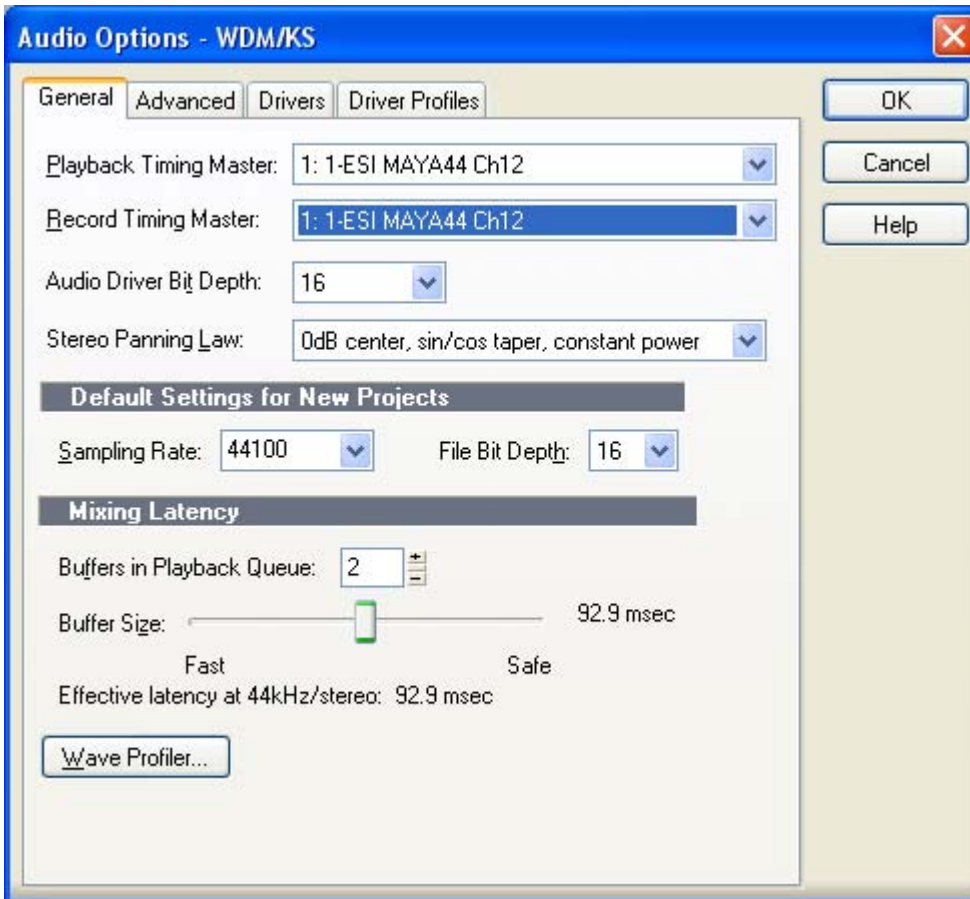 Audio Options - WDM/KS
General Advanced Drivers Driver Profiles
OK
Cancel
Help
Playback Timing Master: 1: 1-ESI MAYA44 Ch12
Record Timing Master: 1: 1-ESI MAYA44 Ch12
Audio Driver Bit Depth: 16
Stereo Panning Law: 0dB center, sin/cos taper, constant power
Default Settings for New Projects
Sampling Rate: 44100 File Bit Depth: 16
Mixing Latency
Buffers in Playback Queue: 2
Buffer Size: 92.9 msec
Fast Safe
Effective latency at 44kHz/stereo: 92.9 msec
Wave Profiler...